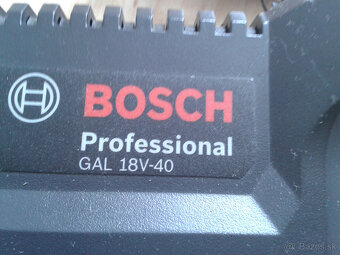 BOSCH
Professional
GAL 18V-40
bazos.sk